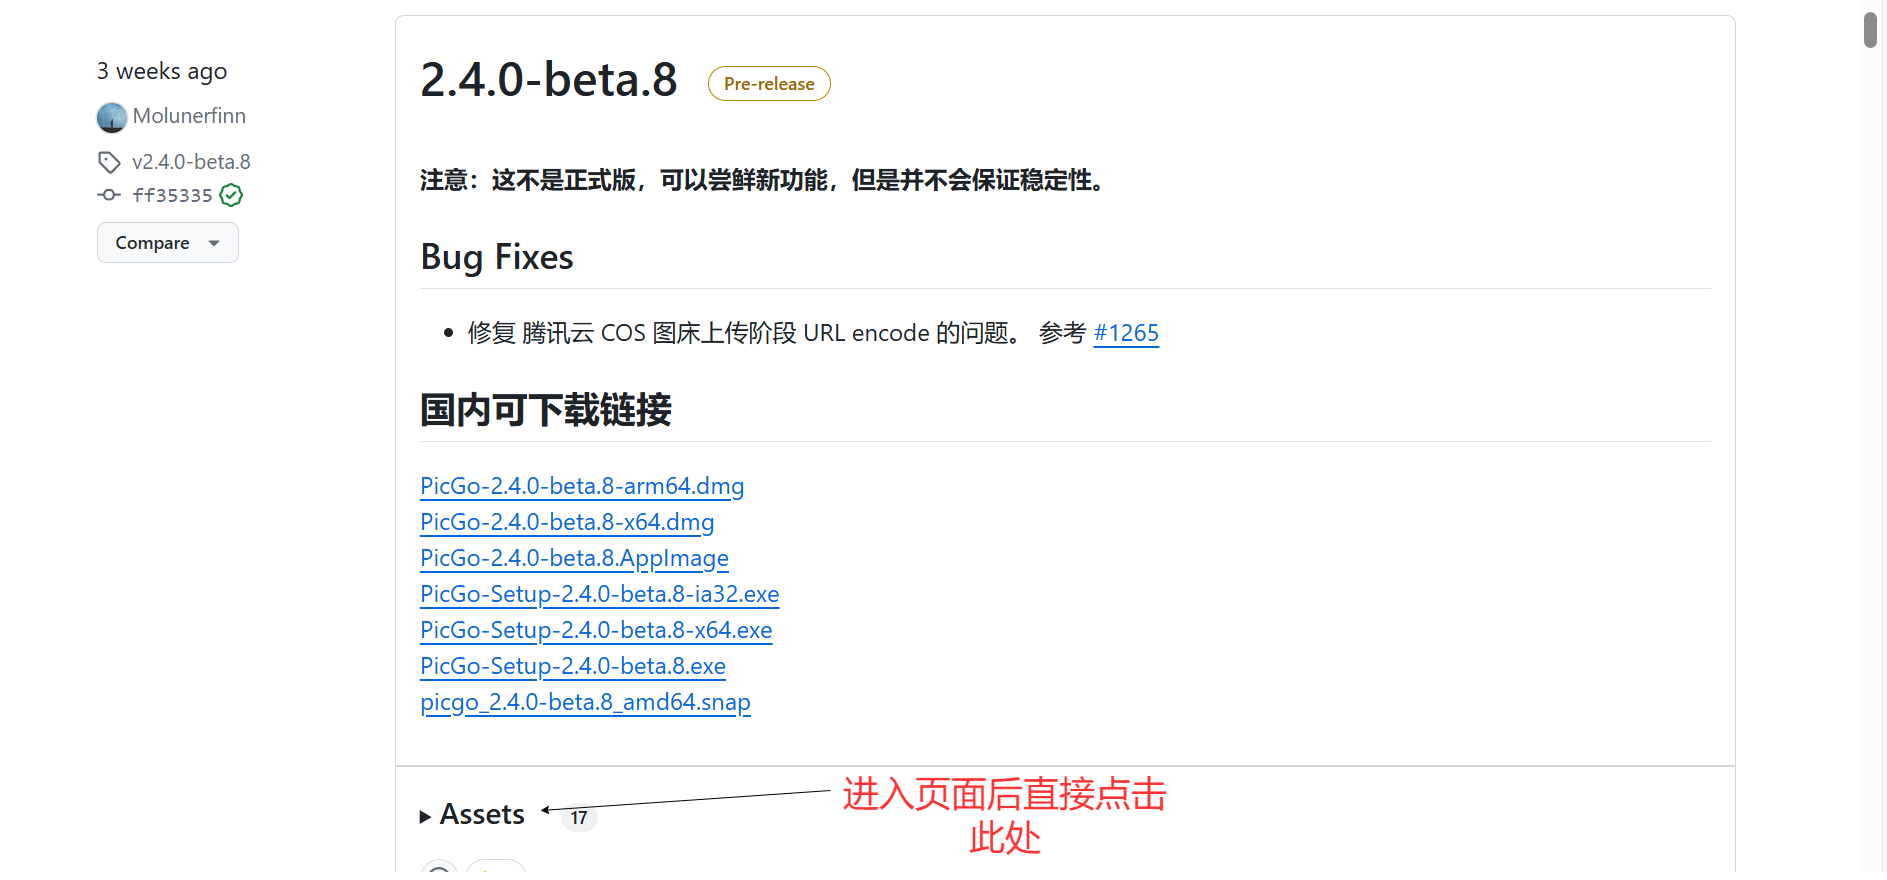 3 weeks ago
Molunerfinn
v2.4.0-beta.8
ff35335
Compare
2.4.0-beta.8 Pre-release
注意：这不是正式版，可以尝鲜新功能，但是并不会保证稳定性。
Bug Fixes
修复 腾讯云 COS 图床上传阶段 URL encode 的问题。 参考 #1265
国内可下载链接
PicGo-2.4.0-beta.8-arm64.dmg
PicGo-2.4.0-beta.8-x64.dmg
PicGo-2.4.0-beta.8.AppImage
PicGo-Setup-2.4.0-beta.8-ia32.exe
PicGo-Setup-2.4.0-beta.8-x64.exe
PicGo-Setup-2.4.0-beta.8.exe
picgo_2.4.0-beta.8_amd64.snap
Assets 17
进入页面后直接点击
此处